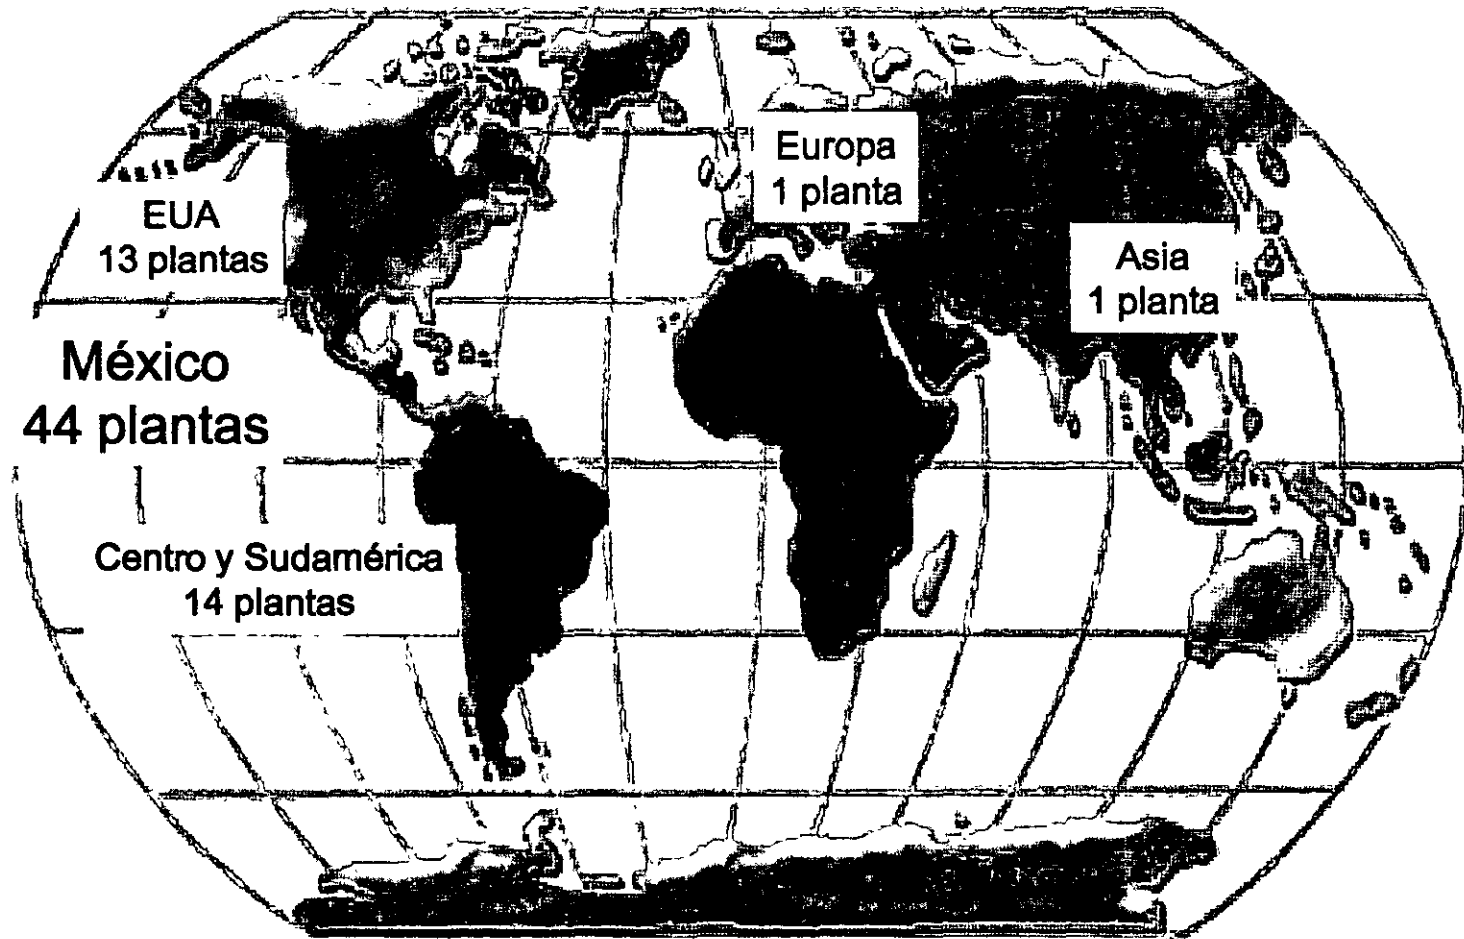 Europa
1 planta
EUA
13 plantas
Asia
1 planta
México
44 plantas
Centro y Sudamérica
14 plantas